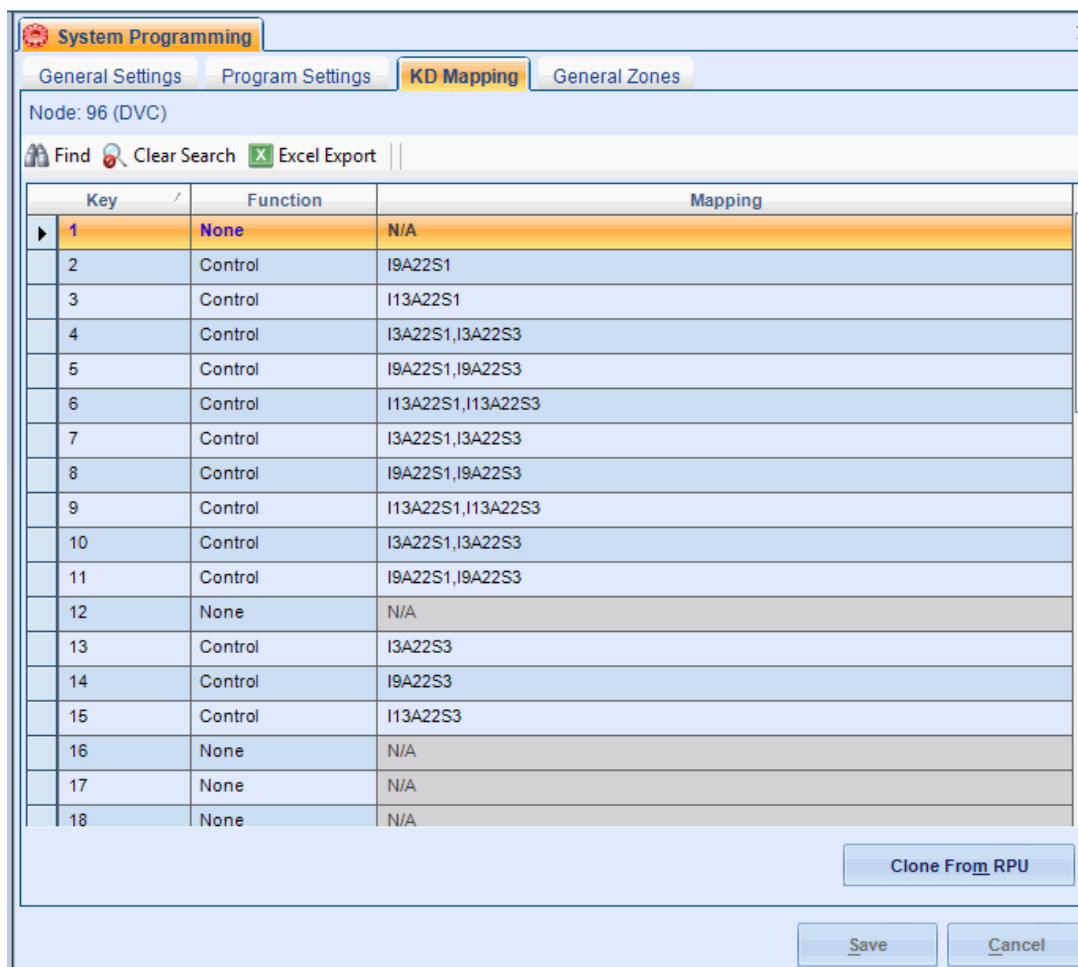 System Programming
General Settings Program Settings KD Mapping General Zones
Node: 96 (DVC)
Find Clear Search Excel Export
Key Function Mapping
1 None N/A
2 Control I9A22S1
3 Control I13A22S1
4 Control I3A22S1,I3A22S3
5 Control I9A22S1,I9A22S3
6 Control I13A22S1,I13A22S3
7 Control I3A22S1,I3A22S3
8 Control I9A22S1,I9A22S3
9 Control I13A22S1,I13A22S3
10 Control I3A22S1,I3A22S3
11 Control I9A22S1,I9A22S3
12 None N/A
13 Control I3A22S3
14 Control I9A22S3
15 Control I13A22S3
16 None N/A
17 None N/A
18 None N/A
Clone From RPU
Save Cancel